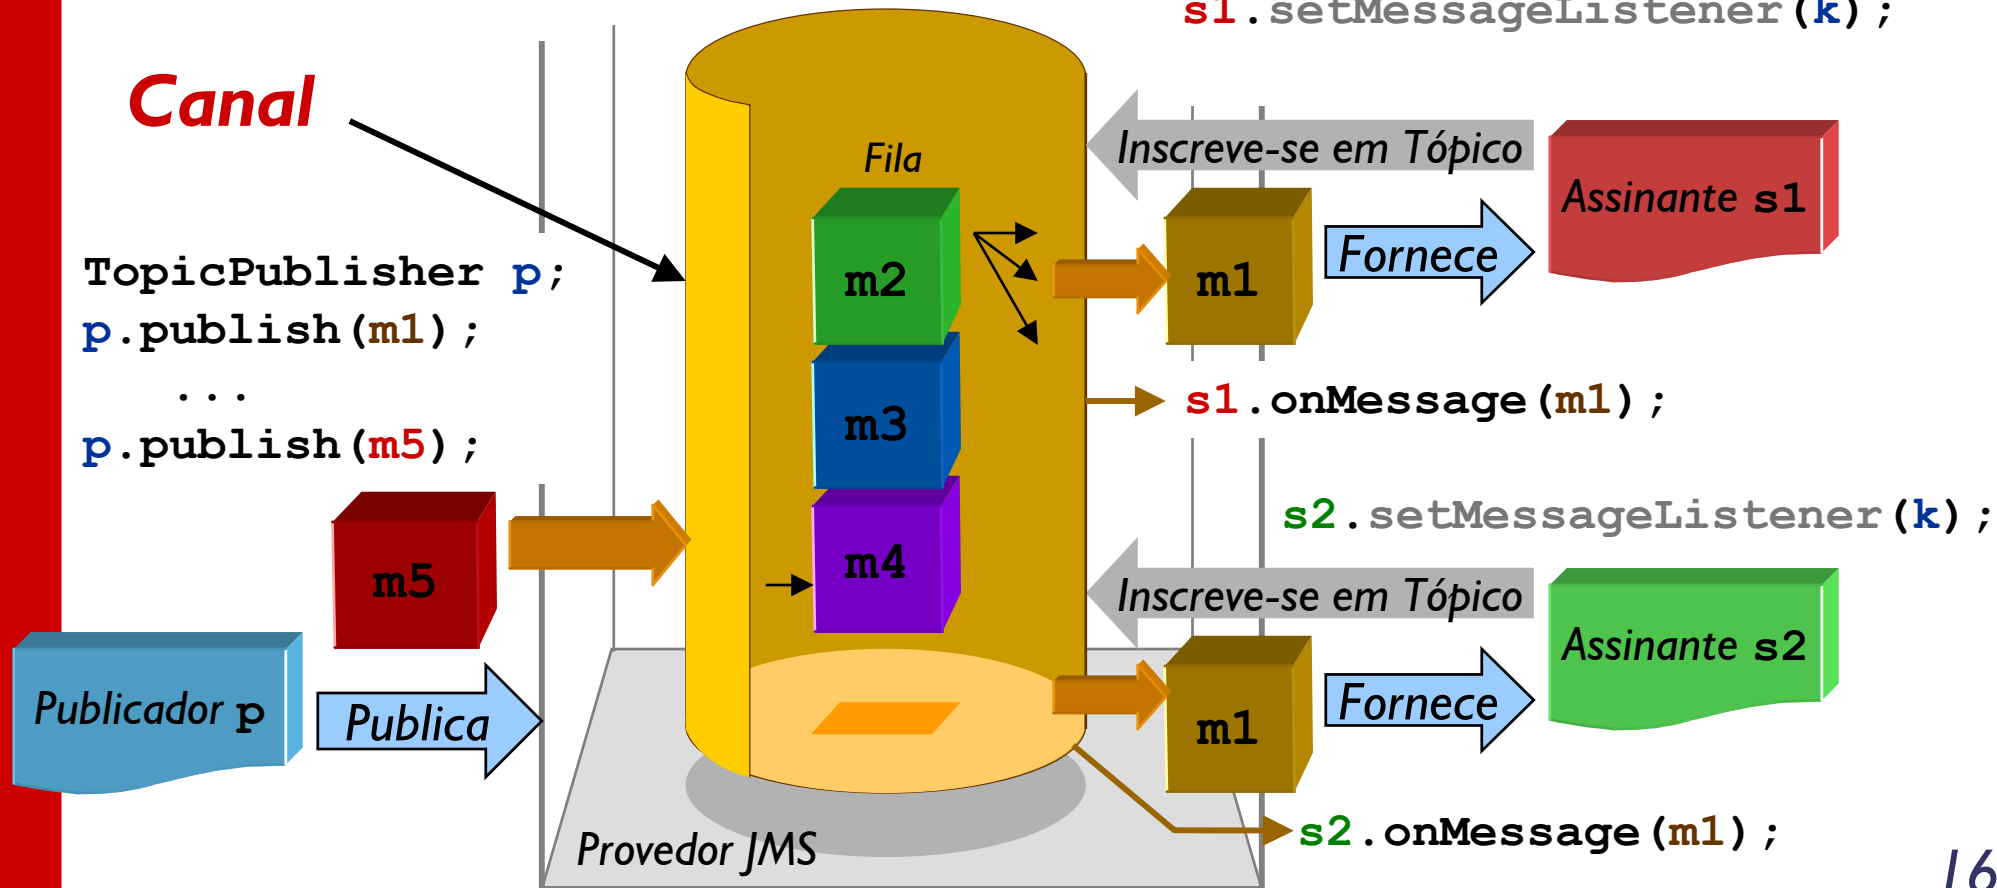 s1.setMessageListener(k);
Canal
Fila
Inscreve-se em Tópico
Assinante s1
m2
m1
Fornece
TopicPublisher p;
p.publish(m1);
...
p.publish(m5);
m3
s1.onMessage(m1);
s2.setMessageListener(k);
m5
m4
Inscreve-se em Tópico
Assinante s2
Publicador p
Publica
m1
Fornece
Provedor JMS
s2.onMessage(m1);
16